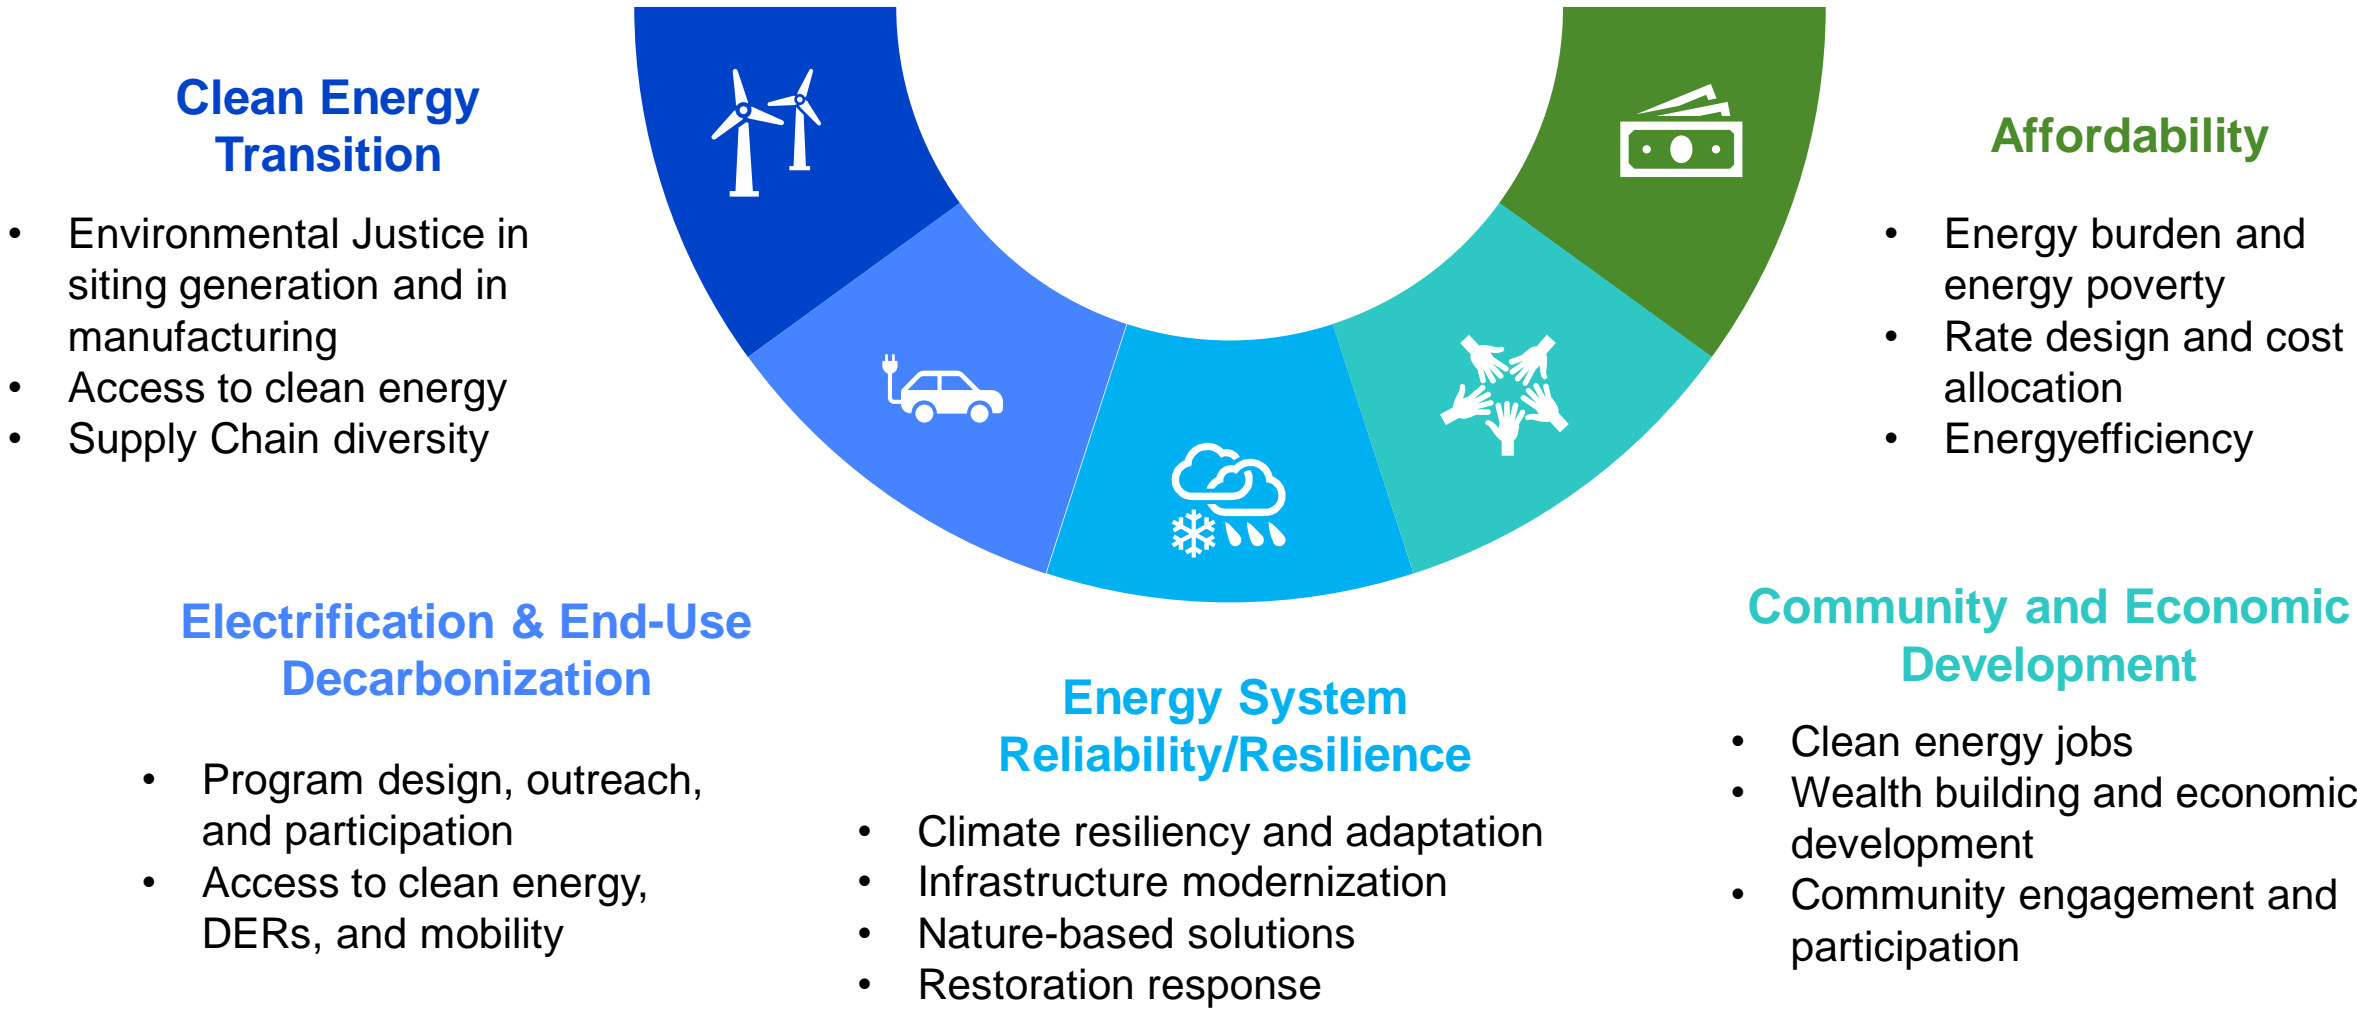 Clean Energy
Transition
• Environmental Justice in
siting generation and in
manufacturing
• Access to clean energy
• Supply Chain diversity
Electrification & End-Use
Decarbonization
• Program design, outreach,
and participation
• Access to clean energy,
DERs, and mobility
Energy System
Reliability/Resilience
• Climate resiliency and adaptation
• Infrastructure modernization
• Nature-based solutions
• Restoration response
Community and Economic
Development
• Clean energy jobs
• Wealth building and economic
development
• Community engagement and
participation
Affordability
• Energy burden and
energy poverty
• Rate design and cost
allocation
• Energyefficiency